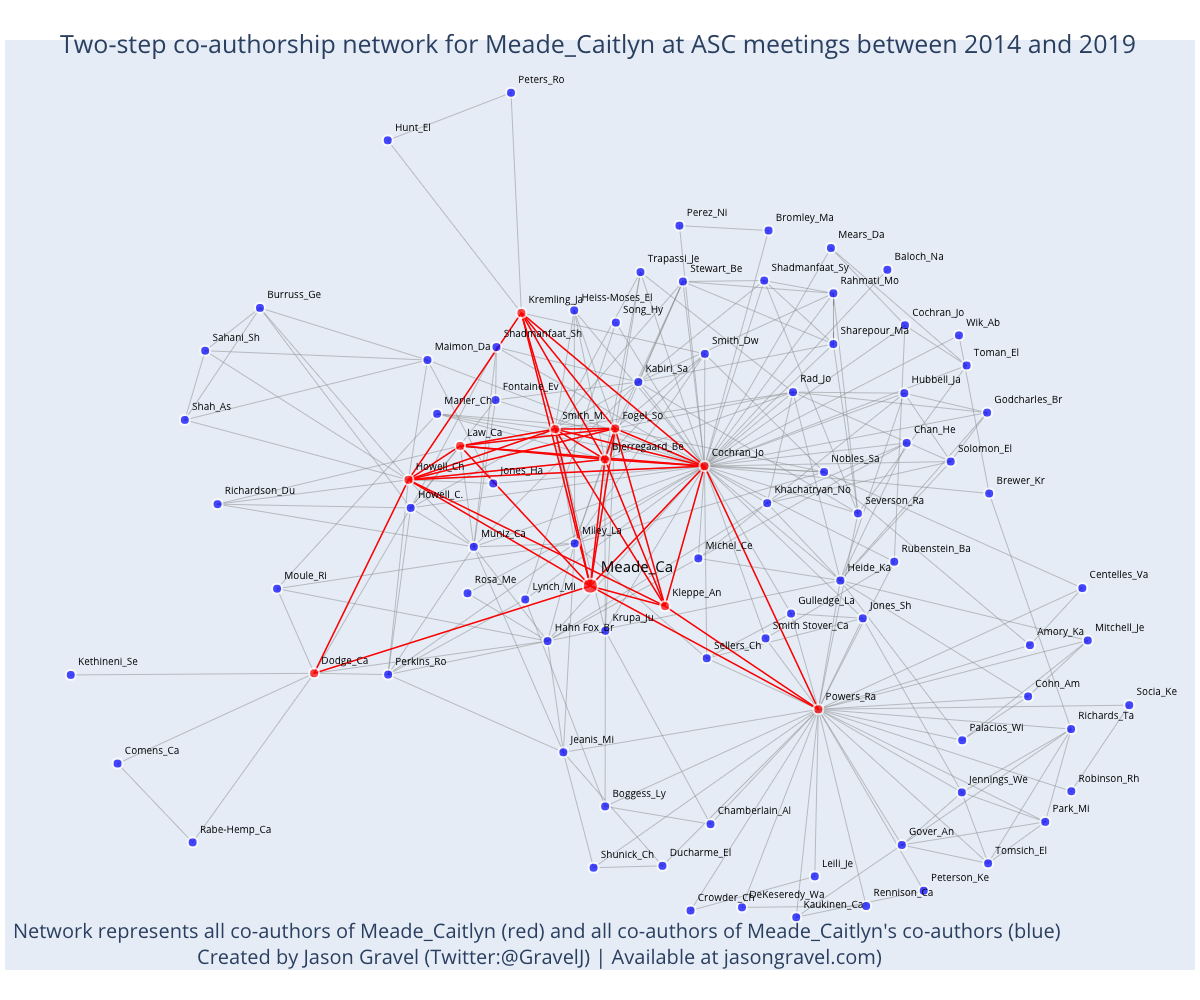 Two-step co-authorship network for Meade_Caitlyn at ASC meetings between 2014 and 2019
Peters_Ro
Hunt_El
Perez_Ni
Bromley_Ma
Mears_Da
Baloch_Na
Trapassi_Je
Stewart_Be
Shadmanfaat_Sy
Rahmati_Mo
Burruss_Ge
Kremling_Ja
Heiss-Moses_El
Song_Hy
Cochran_Jo
Wik_Ab
Sahani_Sh
Maimon_Da
Shadmanfaat_Sh
Smith_Dw
Sharepour_Ma
Toman_El
Kabiri_Sa
Rad_Jo
Hubbell_Ja
Godcharles_Br
Shah_As
Marier_Ch
Fontaine_Ev
Smith_M.
Fogel_So
Law_Ca
Bjerregaard_Be
Cochran_Jo
Chan_He
Solomon_El
Nobles_Sa
Howell_Ch
Jones_Ha
Brewer_Kr
Richardson_Du
Howell_C.
Khachatryan_No
Severson_Ra
Muniz_Ca
Miley_La
Michel_Ce
Rubenstein_Ba
Meade_Ca
Heide_Ka
Moule_Ri
Rosa_Me
Lynch_Mi
Kleppe_An
Centelles_Va
Gulledge_La
Jones_Sh
Hahn Fox_Br
Krupa_Ju
Smith Stover_Ca
Amory_Ka
Mitchell_Je
Sellers_Ch
Kethineni_Se
Dodge_Ca
Perkins_Ro
Powers_Ra
Cohn_Am
Socia_Ke
Richards_Ta
Palacios_Wi
Comens_Ca
Jeanis_Mi
Jennings_We
Robinson_Rh
Boggess_Ly
Chamberlain_Al
Park_Mi
Rabe-Hemp_Ca
Gover_An
Shunick_Ch
Ducharme_El
Tomsich_El
Leili_Je
Peterson_Ke
Crowder_Ch
DeKeseredy_Wa
Kaukinen_Ca
Rennison_Ca
Network represents all co-authors of Meade_Caitlyn (red) and all co-authors of Meade_Caitlyn's co-authors (blue)
Created by Jason Gravel (Twitter:@GravelJ) | Available at jasongravel.com)